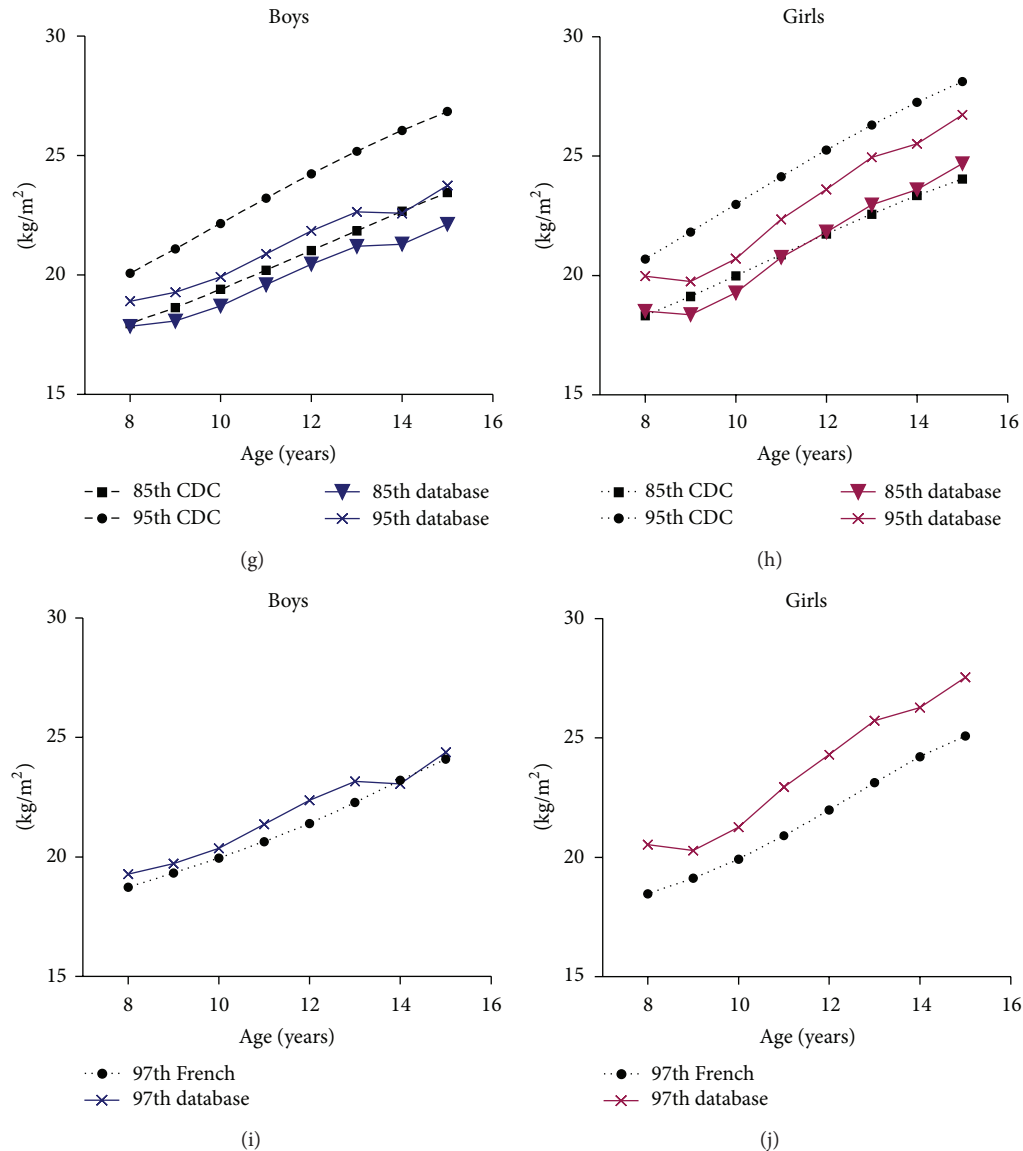 Boys
30
25
20
15
(kg/m²)
8 10 12 14 16
Age (years)
85th CDC 85th database
95th CDC 95th database
(g)
Girls
30
25
20
15
(kg/m²)
8 10 12 14 16
Age (years)
85th CDC 85th database
95th CDC 95th database
(h)
Boys
30
25
20
15
(kg/m²)
8 10 12 14 16
Age (years)
97th French
97th database
(i)
Girls
30
25
20
15
(kg/m²)
8 10 12 14 16
Age (years)
97th French
97th database
(j)